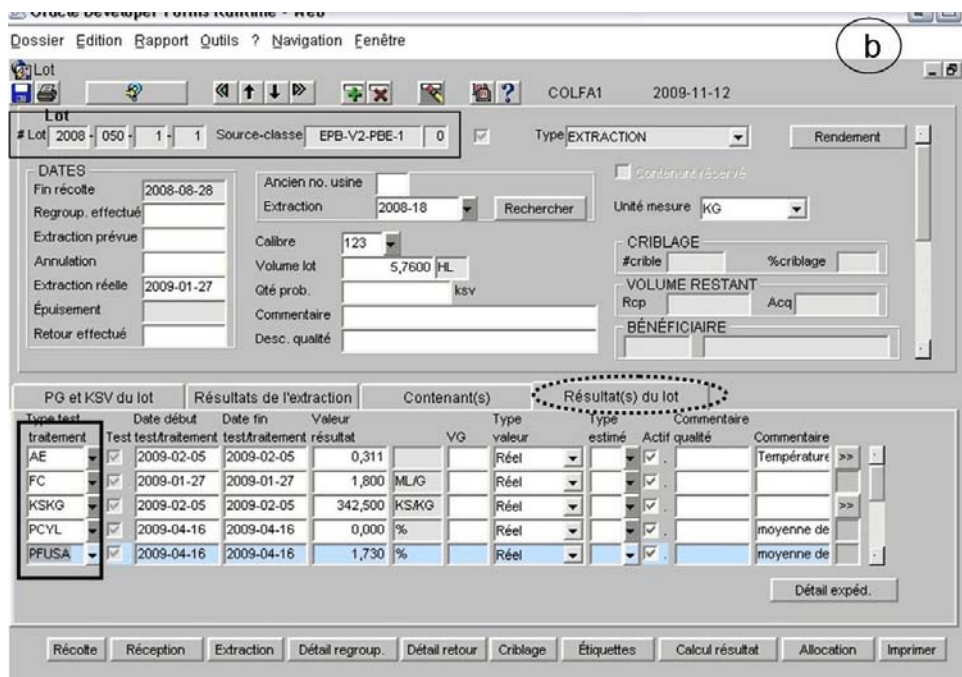 Oracle Developer Forms Runtime - Web
Dossier Edition Rapport Outils ? Navigation Fenêtre
b
Lot
COLFA1 2009-11-12
Lot
# Lot 2008 - 050 - 1 - 1 Source-classe EPB-V2-PBE-1 0 Type EXTRACTION Rendement
DATES
Fin récolte 2008-08-28
Regroup. effectué
Extraction prévue
Annulation
Extraction réelle 2009-01-27
Épuisement
Retour effectué
Ancien no. usine
Extraction 2008-18 Rechercher
Calibre 123
Volume lot 5,7600 HL
Qté prob. ksv
Commentaire
Desc. qualité
Contenant réservé
Unité mesure KG
CRIBLAGE
#crible %criblage
VOLUME RESTANT
Rcp Acq
BÉNÉFICIAIRE
PG et KSV du lot Résultats de l'extraction Contenant(s) Résultat(s) du lot
Type test Date début Date fin Valeur Type Type Commentaire
traitement Test test/traitement test/traitement résultat VG valeur estimé Actif qualité Commentaire
AE 2009-02-05 2009-02-05 0,311 Réel . Température >>
FC 2009-01-27 2009-01-27 1,800 ML/G Réel .
KSKG 2009-02-05 2009-02-05 342,500 KS/KG Réel . >>
PCYL 2009-04-16 2009-04-16 0,000 % Réel . moyenne de
PFUSA 2009-04-16 2009-04-16 1,730 % Réel . moyenne de
Détail expéd.
Récolte Réception Extraction Détail regroup. Détail retour Criblage Étiquettes Calcul résultat Allocation Imprimer